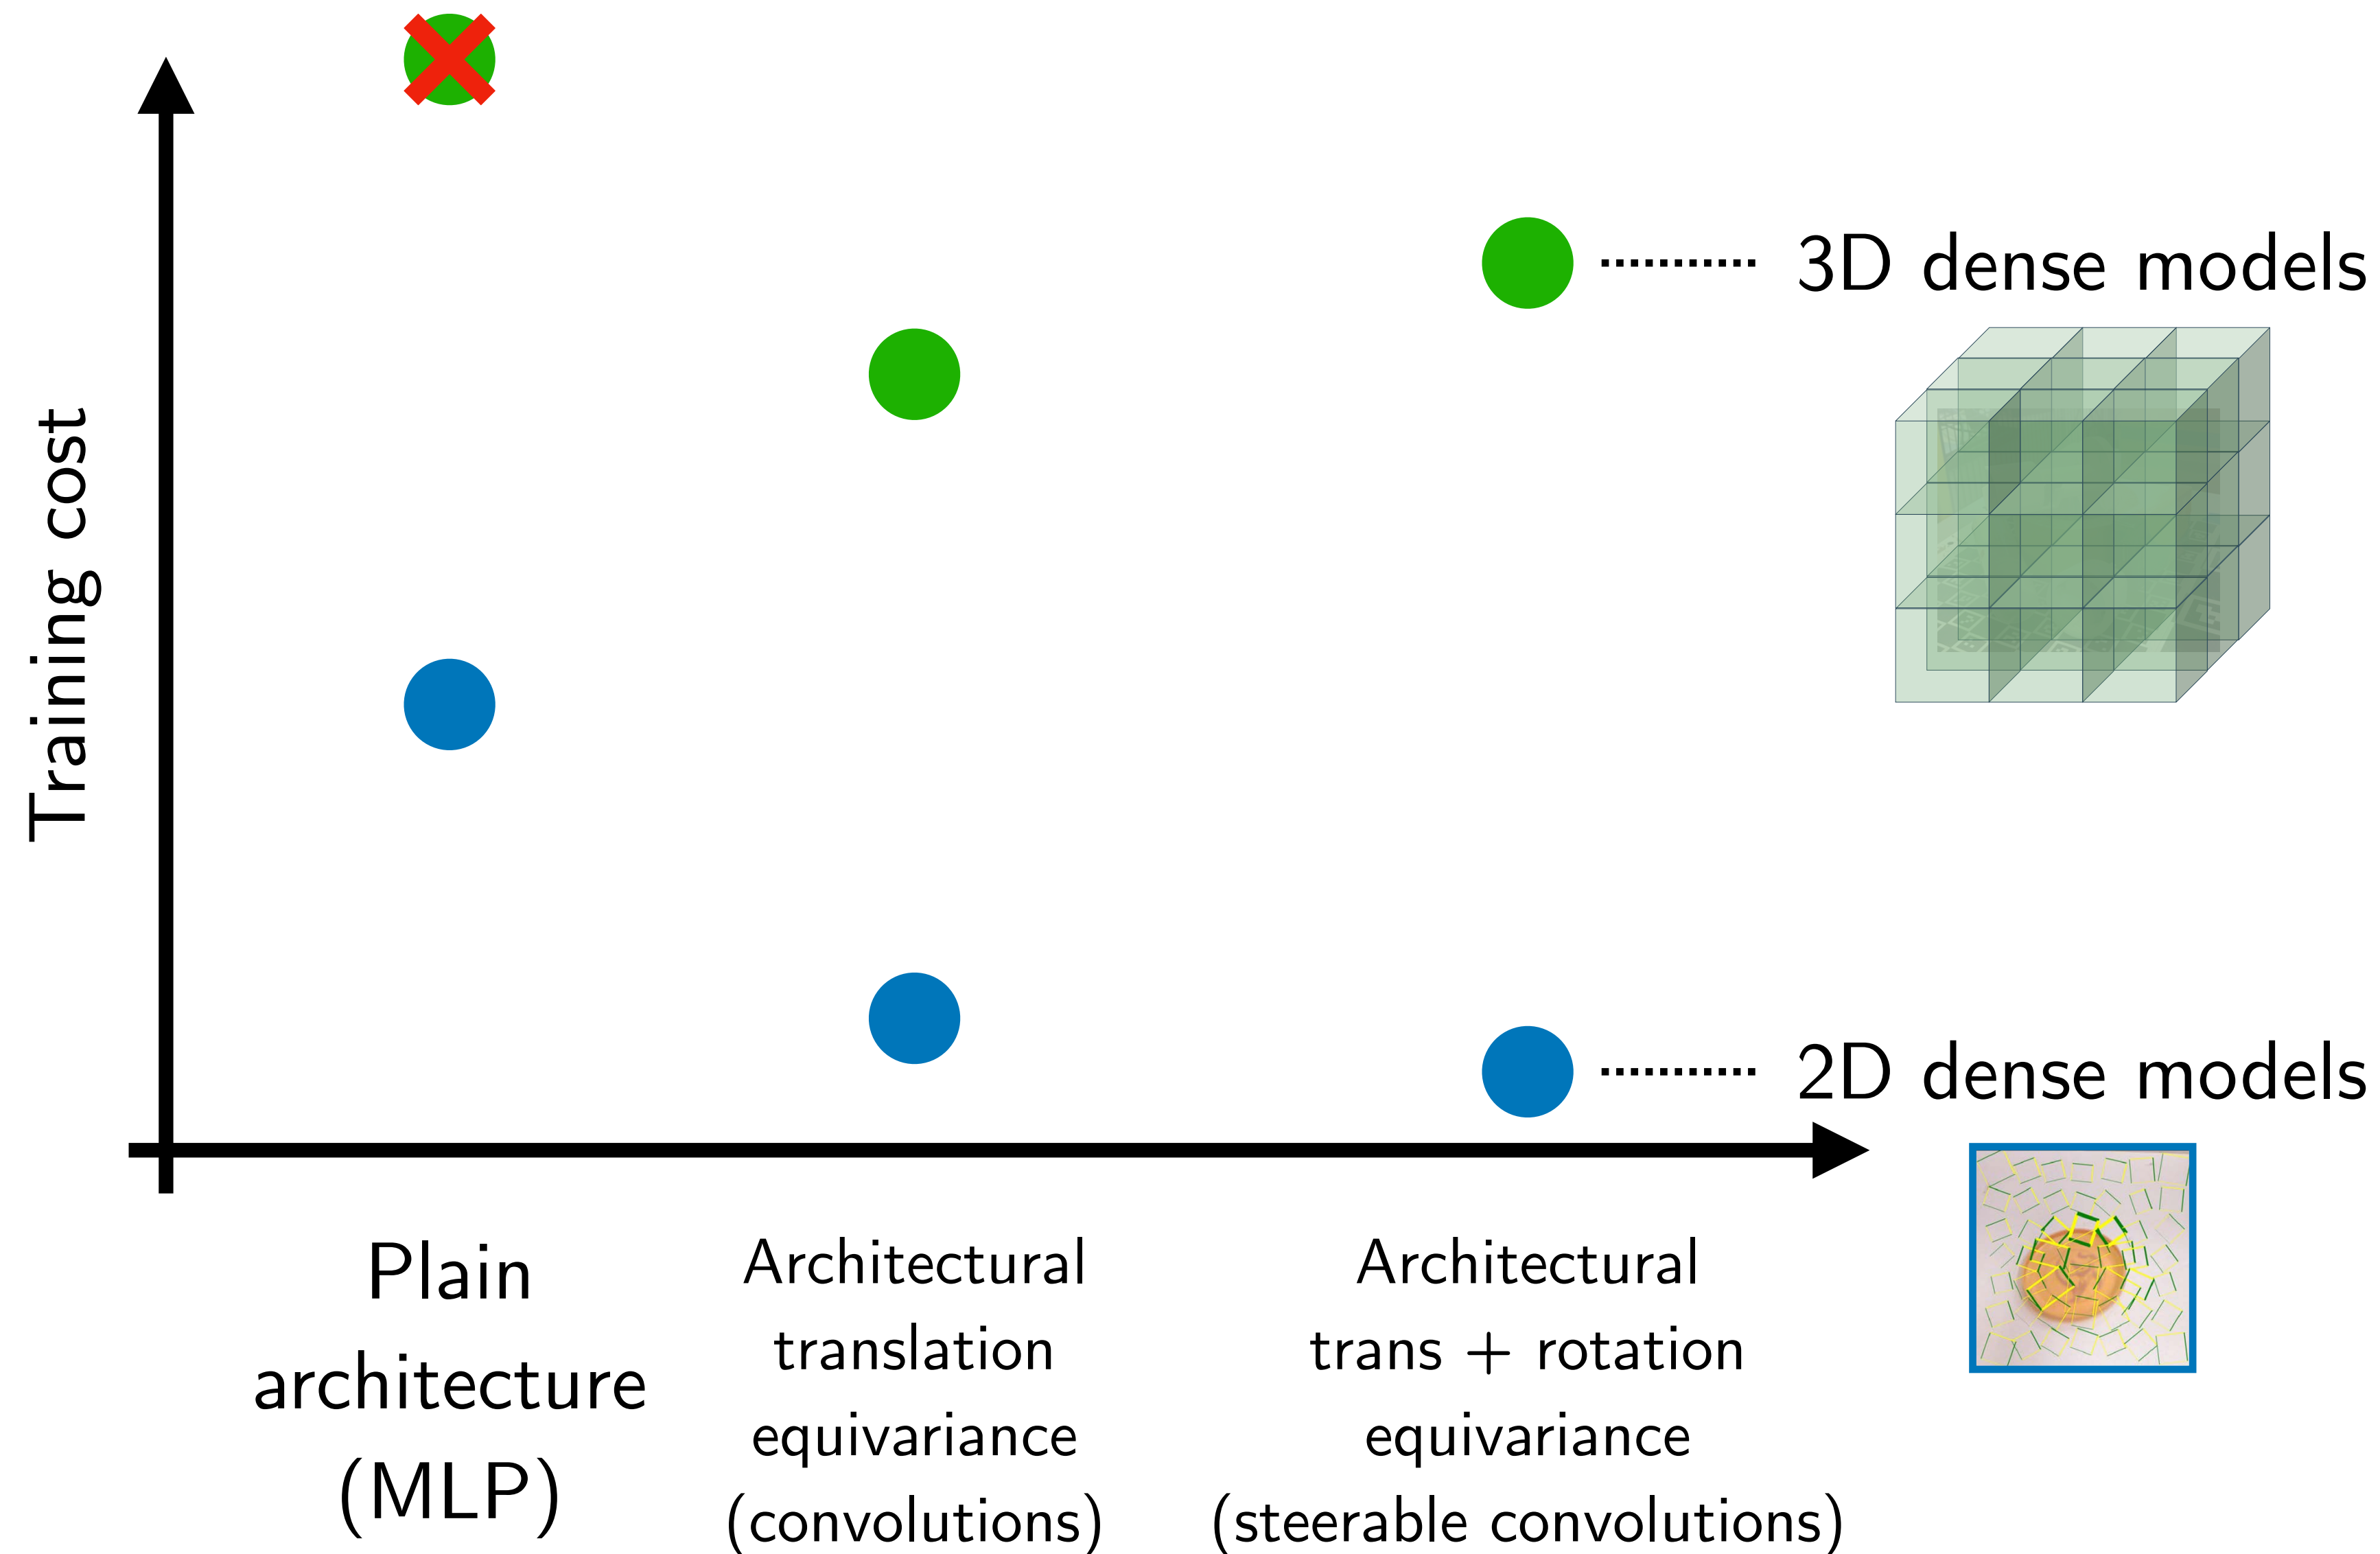 Training cost
3D dense models
2D dense models
Plain
architecture
(MLP)
Architectural
translation
equivariance
(convolutions)
Architectural
trans + rotation
equivariance
(steerable convolutions)